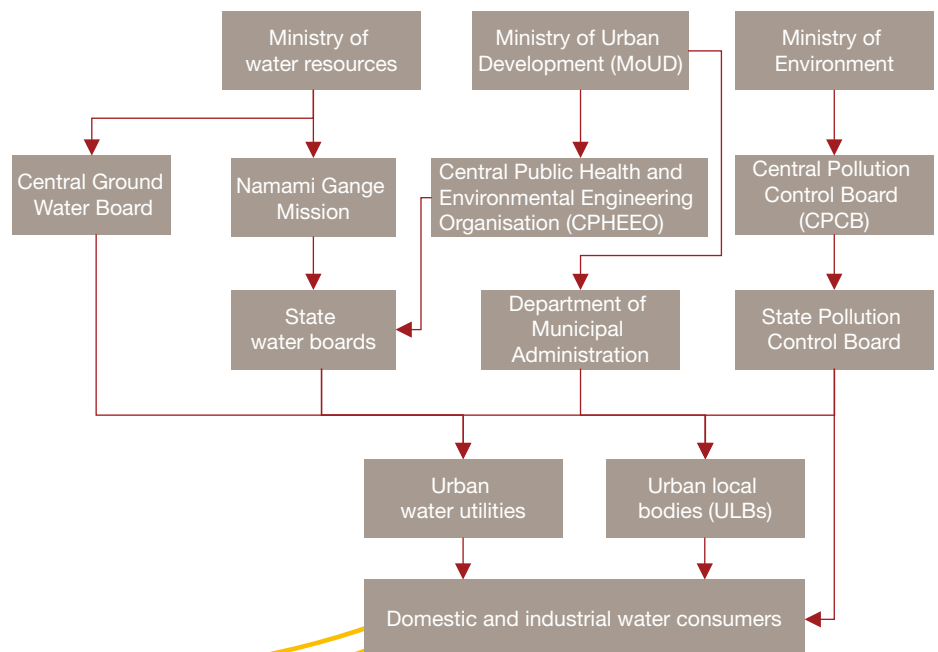 Ministry of
water resources
Ministry of Urban
Development (MoUD)
Ministry of
Environment
Central Ground
Water Board
Namami Gange
Mission
Central Public Health and
Environmental Engineering
Organisation (CPHEEO)
Central Pollution
Control Board
(CPCB)
State
water boards
Department of
Municipal
Administration
State Pollution
Control Board
Urban
water utilities
Urban local
bodies (ULBs)
Domestic and industrial water consumers